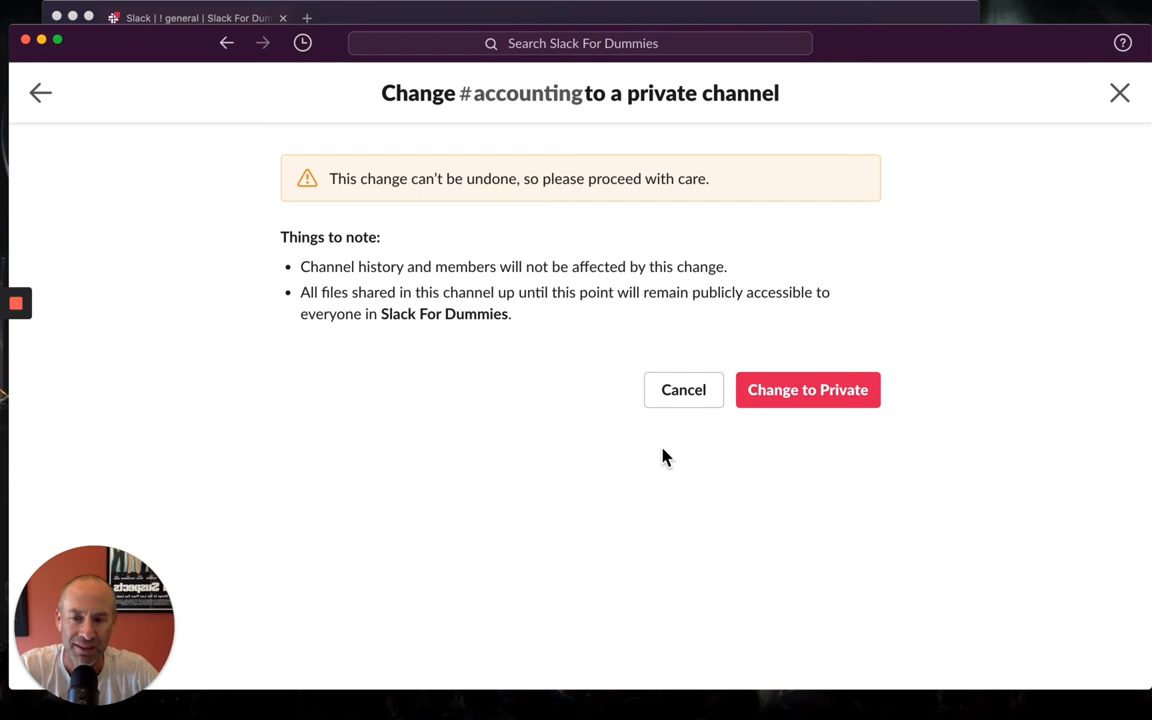 Slack | ! general | Slack For Dum
Search Slack For Dummies
Change #accounting to a private channel
This change can’t be undone, so please proceed with care.
Things to note:
• Channel history and members will not be affected by this change.
• All files shared in this channel up until this point will remain publicly accessible to
everyone in Slack For Dummies.
Cancel
Change to Private
Suspects